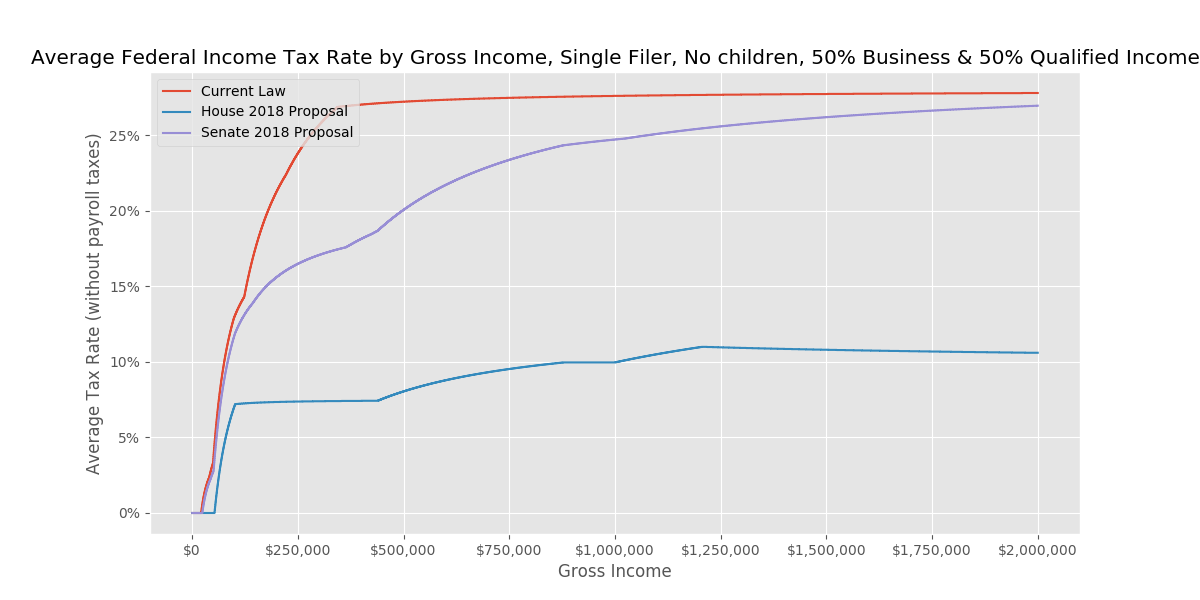 Average Federal Income Tax Rate by Gross Income, Single Filer, No children, 50% Business & 50% Qualified Income
Current Law
House 2018 Proposal
Senate 2018 Proposal
Average Tax Rate (without payroll taxes)
25%
20%
15%
10%
5%
0%
$0 $250,000 $500,000 $750,000 $1,000,000 $1,250,000 $1,500,000 $1,750,000 $2,000,000
Gross Income